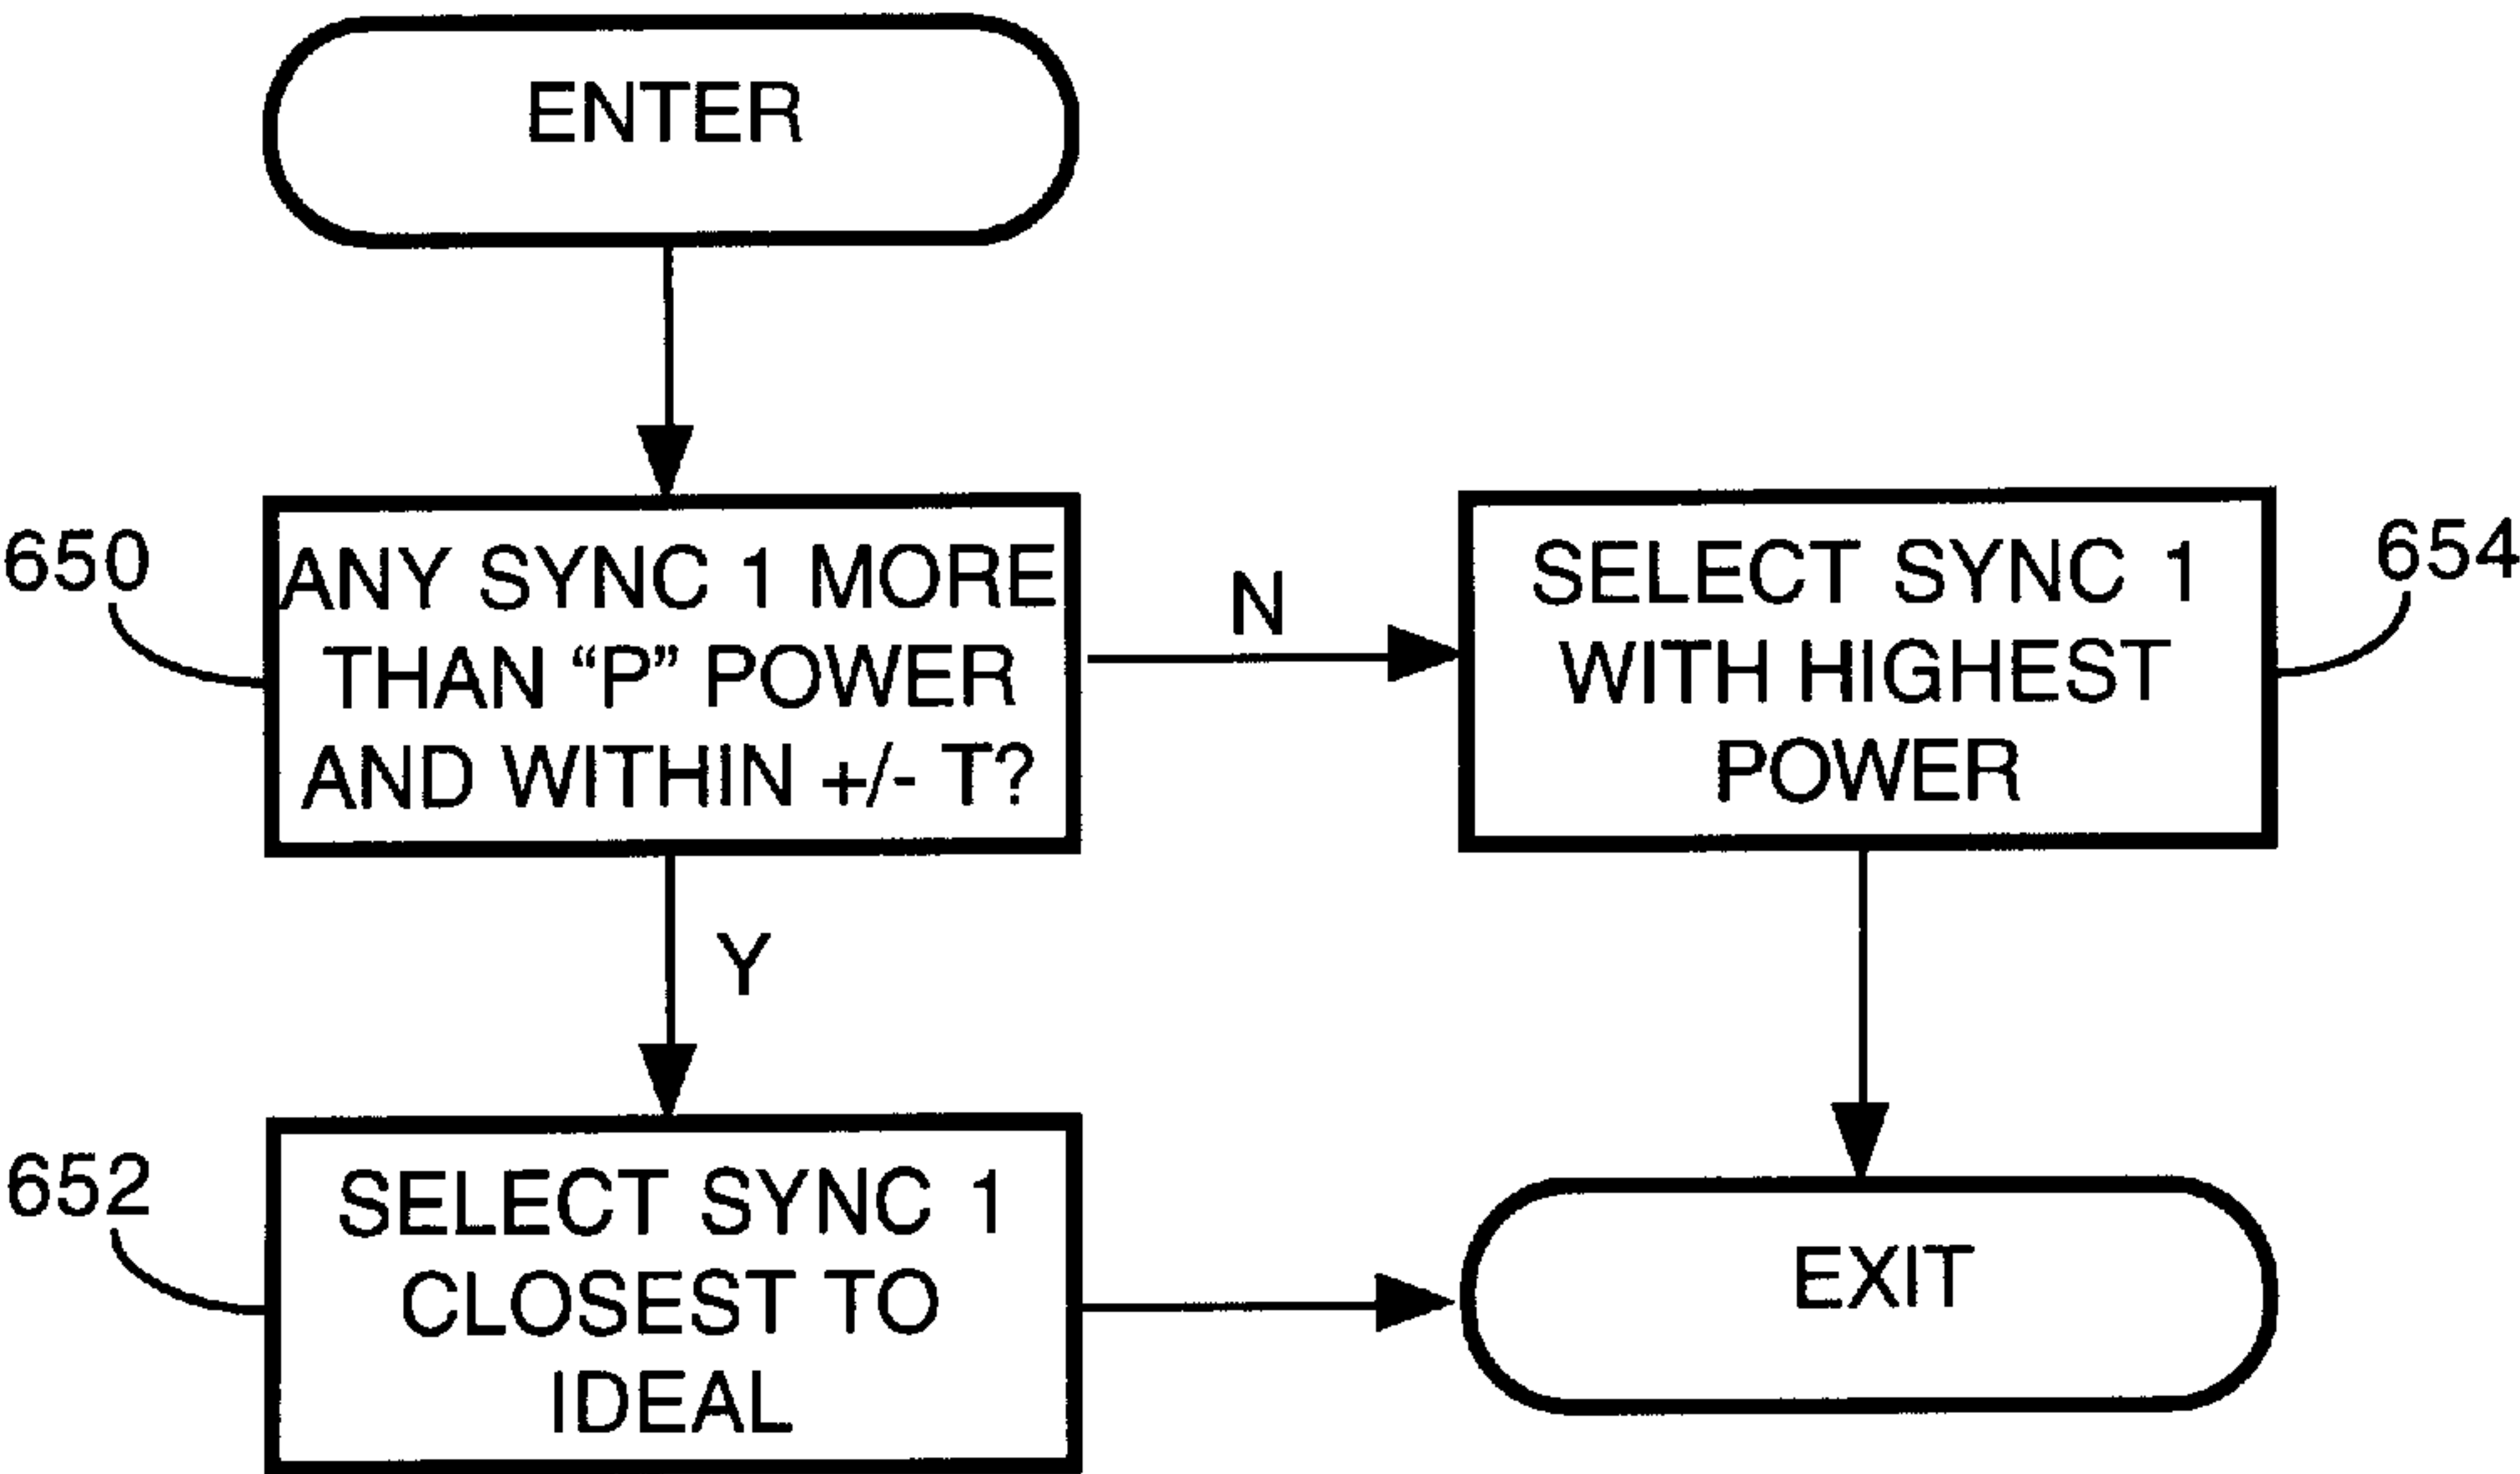 ENTER
650
ANY SYNC 1 MORE
THAN “P” POWER
AND WITHIN +/- T?
N
SELECT SYNC 1
WITH HIGHEST
POWER
654
Y
652
SELECT SYNC 1
CLOSEST TO
IDEAL
EXIT